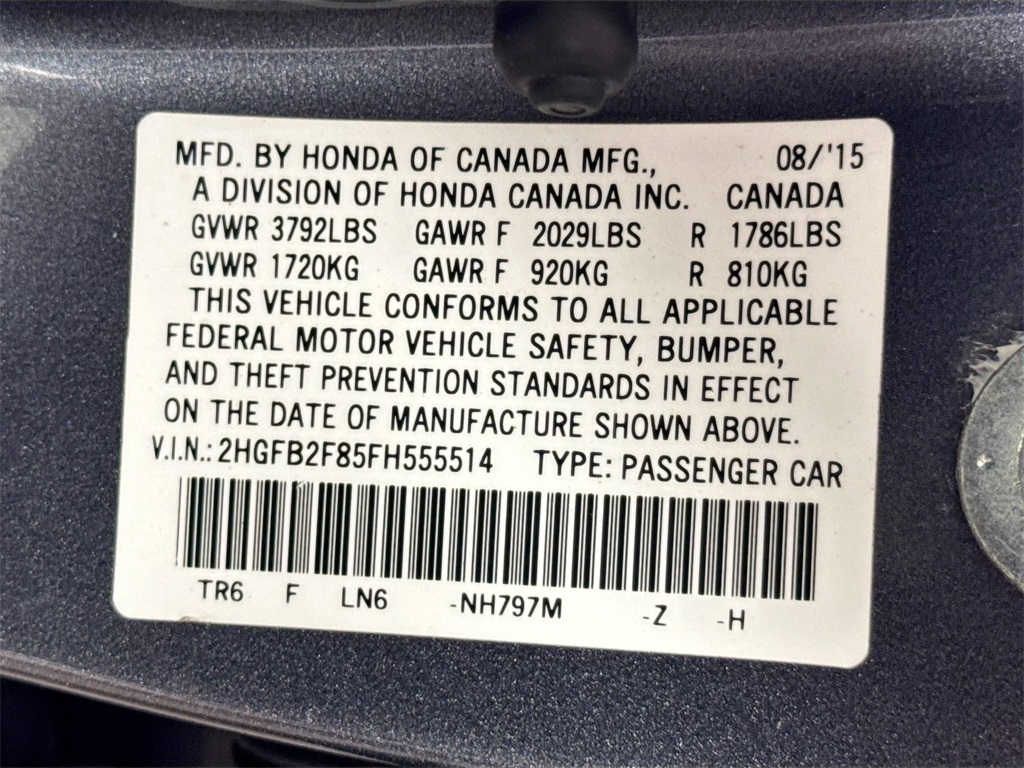 MFD. BY HONDA OF CANADA MFG., 08/'15
A DIVISION OF HONDA CANADA INC. CANADA
GVWR 3792LBS GAWR F 2029LBS R 1786LBS
GVWR 1720KG GAWR F 920KG R 810KG
THIS VEHICLE CONFORMS TO ALL APPLICABLE
FEDERAL MOTOR VEHICLE SAFETY, BUMPER,
AND THEFT PREVENTION STANDARDS IN EFFECT
ON THE DATE OF MANUFACTURE SHOWN ABOVE.
V.I.N.: 2HGFB2F85FH555514 TYPE: PASSENGER CAR
TR6 F LN6 -NH797M -Z -H